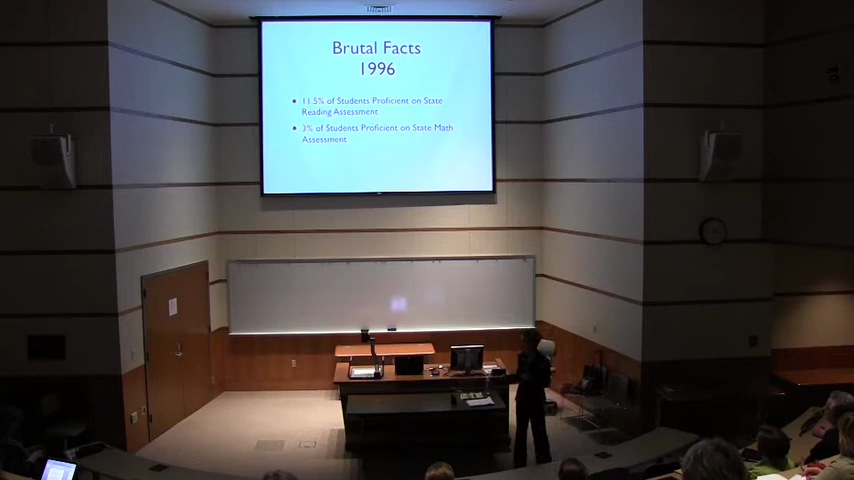 Brutal Facts
1996
• 11.5% of Students Proficient on State
Reading Assessment
• 3% of Students Proficient on State Math
Assessment